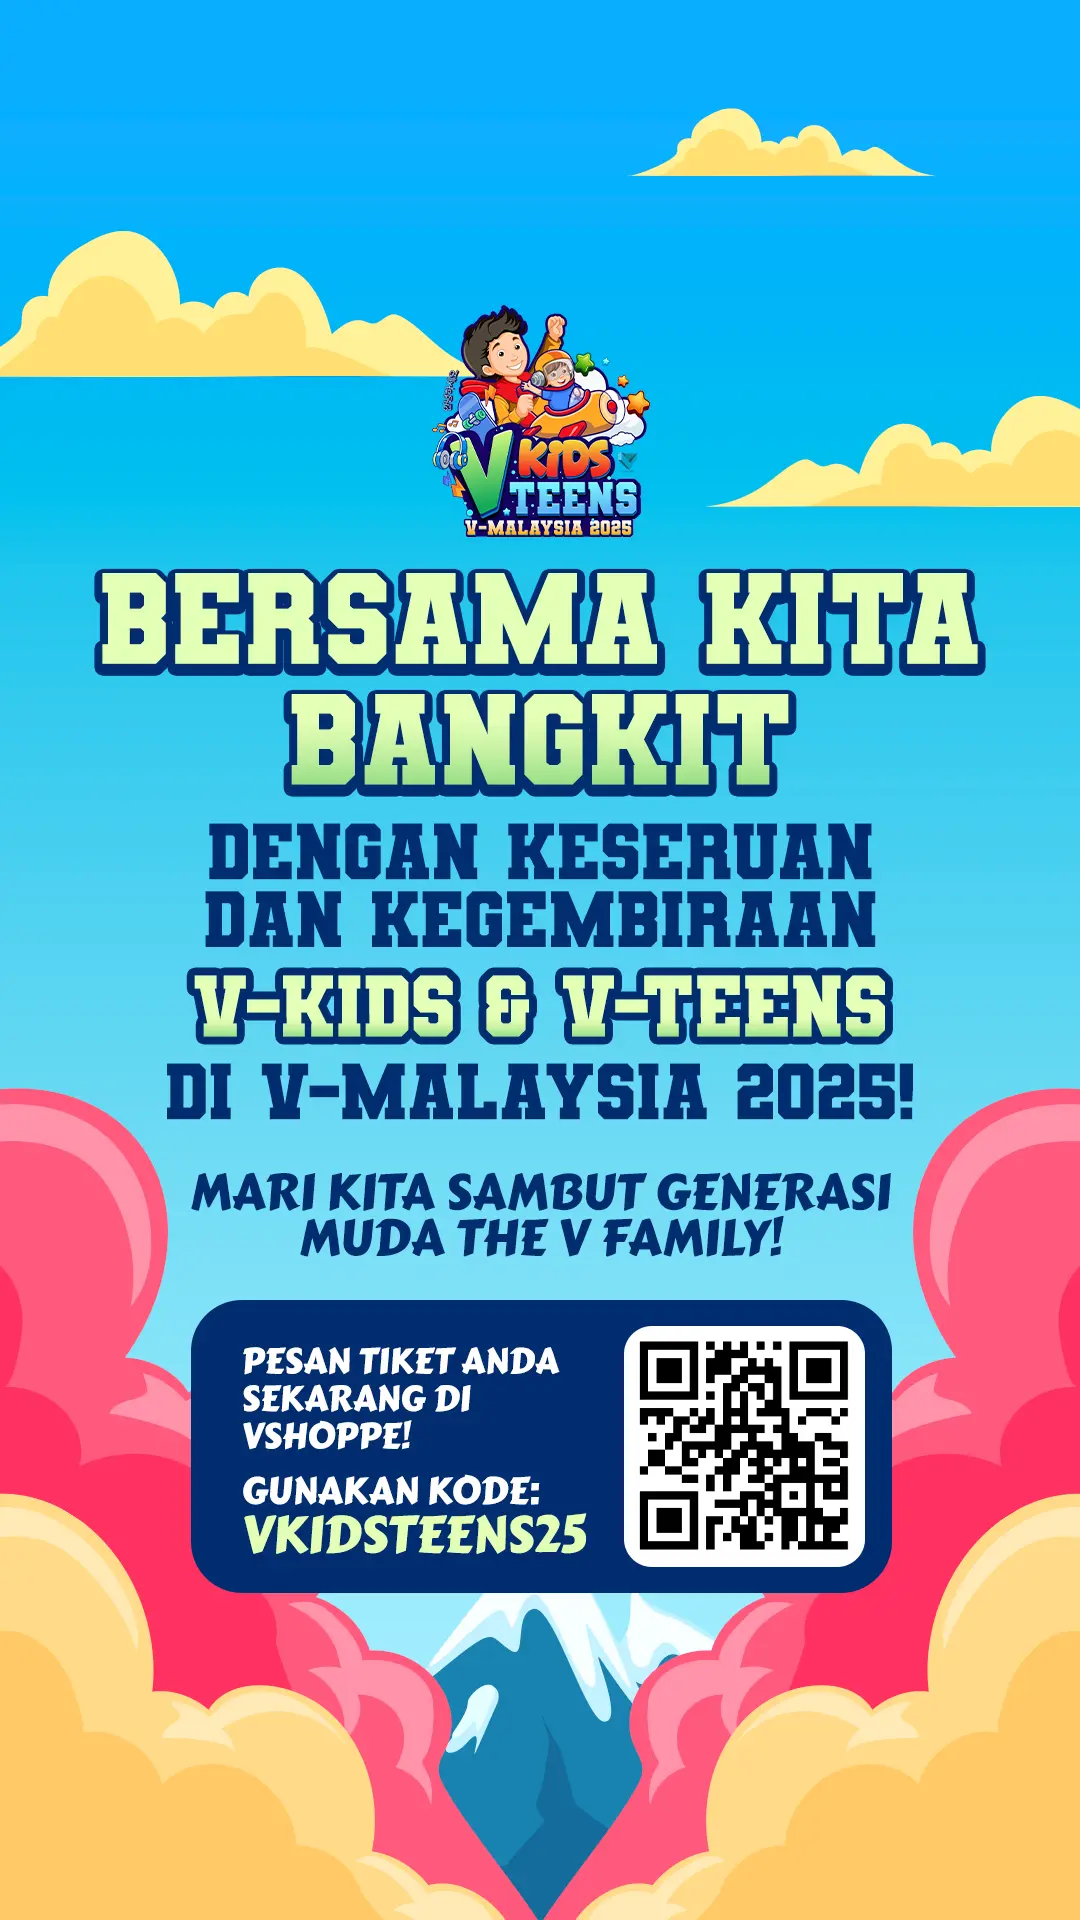 V KIDS
TEENS
V-MALAYSIA 2025
BERSAMA KITA
BANGKIT
DENGAN KESERUAN
DAN KEGEMBIRAAN
V-KIDS & V-TEENS
DI V-MALAYSIA 2025!
MARI KITA SAMBUT GENERASI
MUDA THE V FAMILY!
PESAN TIKET ANDA
SEKARANG DI
VSHOPPE!
GUNAKAN KODE:
VKIDSTEENS25